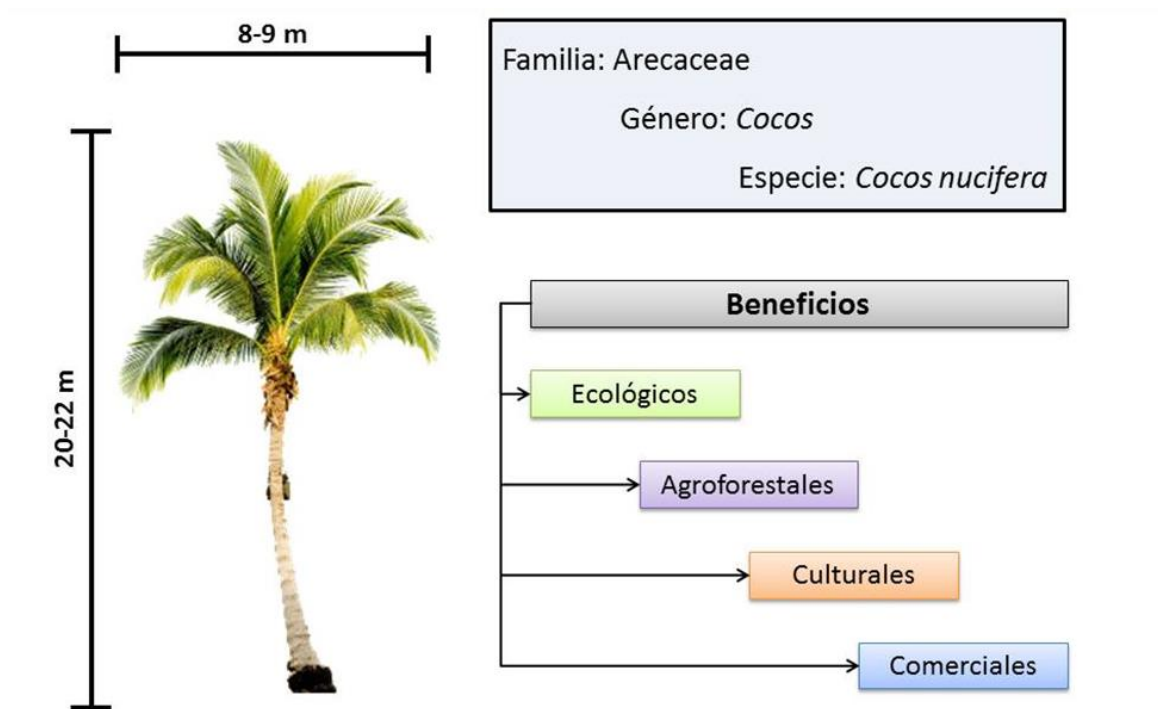 8-9 m
20-22 m
Familia: Arecaceae
Género: Cocos
Especie: Cocos nucifera
Beneficios
Ecológicos
Agroforestales
Culturales
Comerciales